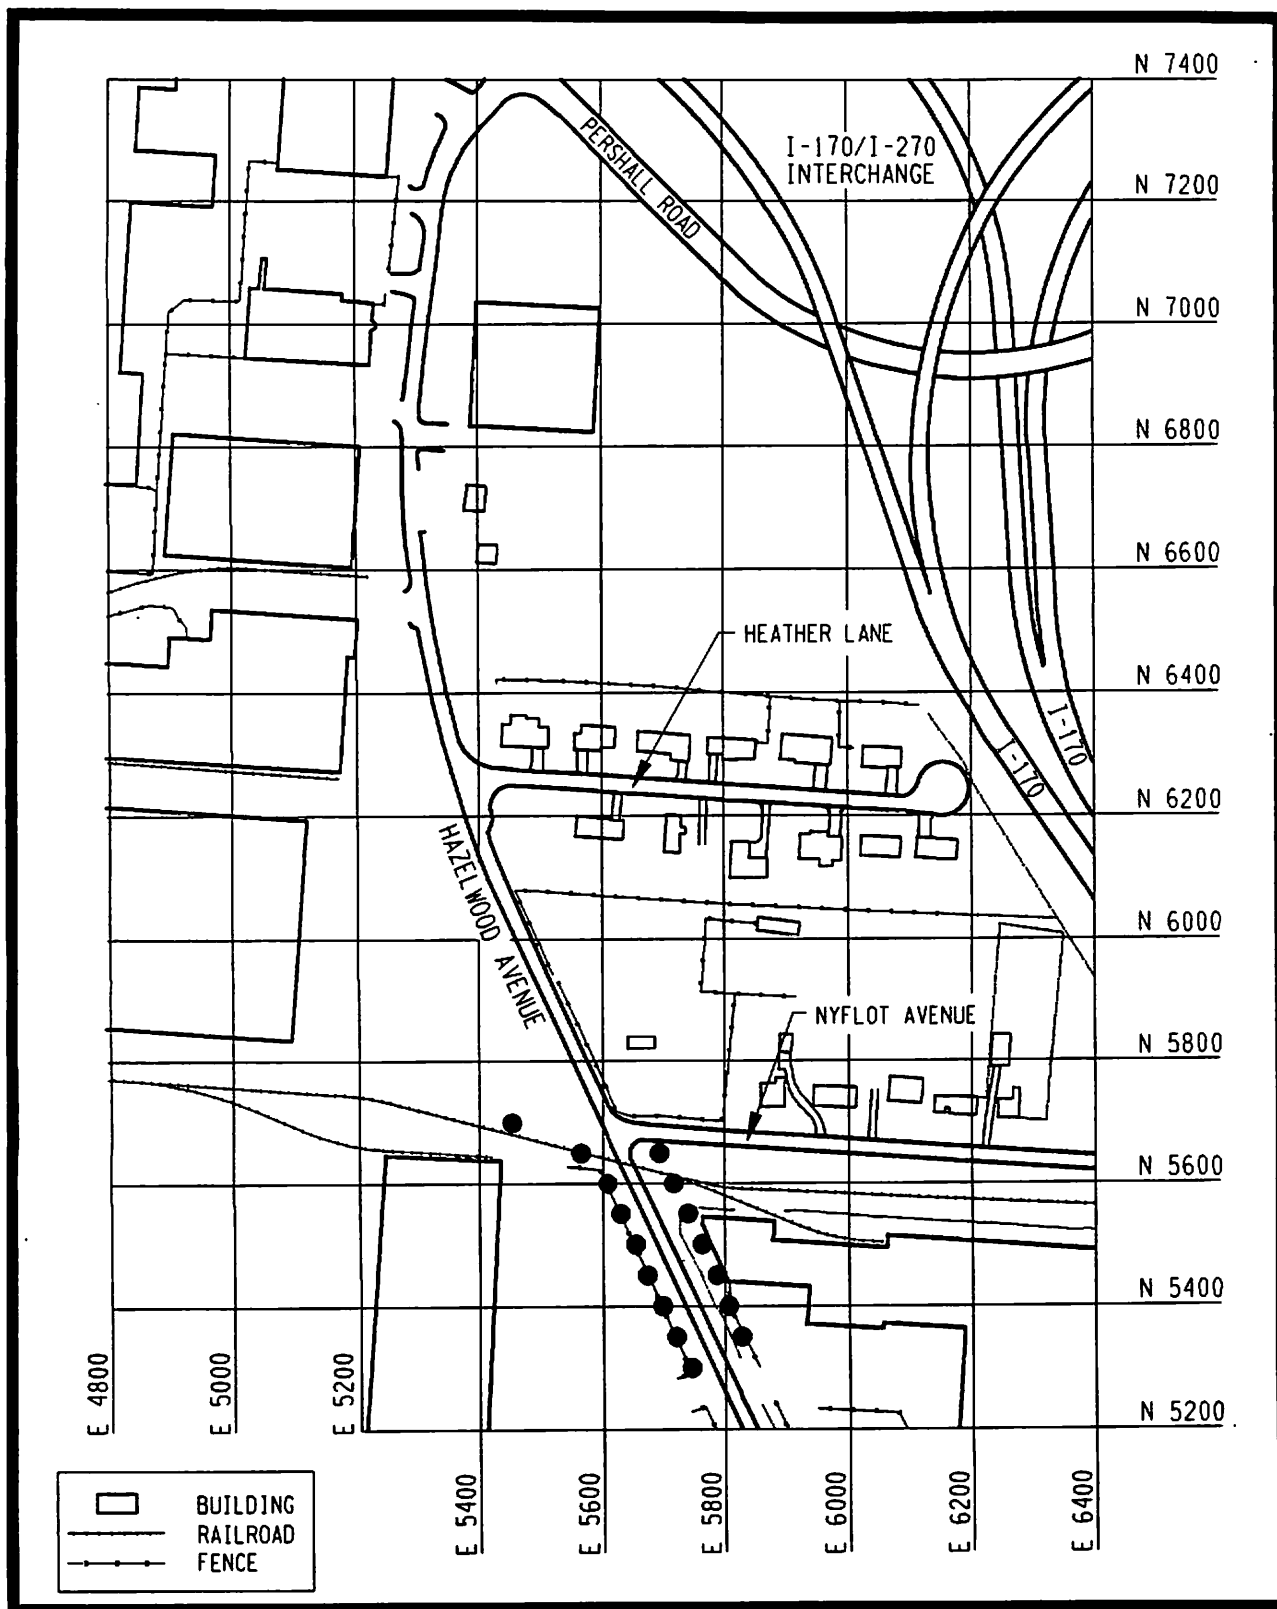 N 7400
PERSHALL ROAD
I-170/I-270
INTERCHANGE
N 7200
N 7000
N 6800
N 6600
HEATHER LANE
N 6400
I-170
I-170
N 6200
HAZELWOOD AVENUE
N 6000
NYFLOT AVENUE
N 5800
N 5600
N 5400
N 5200
E 4800
E 5000
E 5200
E 5400
E 5600
E 5800
E 6000
E 6200
E 6400
BUILDING
RAILROAD
FENCE